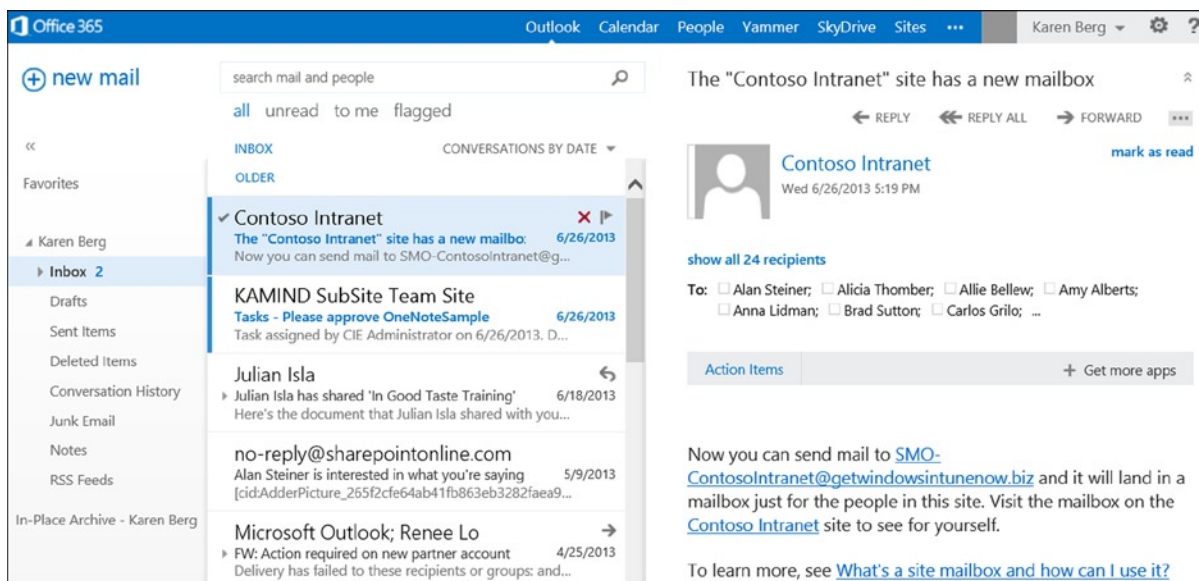 Office 365
Outlook Calendar People Yammer SkyDrive Sites ••• Karen Berg ?
new mail
«
Favorites
Karen Berg
Inbox 2
Drafts
Sent Items
Deleted Items
Conversation History
Junk Email
Notes
RSS Feeds
In-Place Archive - Karen Berg
search mail and people
all unread to me flagged
INBOX CONVERSATIONS BY DATE
OLDER
Contoso Intranet
The "Contoso Intranet" site has a new mailbo: 6/26/2013
Now you can send mail to SMO-ContosoIntranet@g...
KAMIND SubSite Team Site
Tasks - Please approve OneNoteSample 6/26/2013
Task assigned by CIE Administrator on 6/26/2013. D...
Julian Isla
Julian Isla has shared 'In Good Taste Training' 6/18/2013
Here's the document that Julian Isla shared with you...
no-reply@sharepointonline.com
Alan Steiner is interested in what you're saying 5/9/2013
[cid:AdderPicture_265f2cfe64ab41fb863eb3282faea9...
Microsoft Outlook; Renee Lo
FW: Action required on new partner account 4/25/2013
Delivery has failed to these recipients or groups: and...
The "Contoso Intranet" site has a new mailbox
REPLY REPLY ALL FORWARD •••
mark as read
Contoso Intranet
Wed 6/26/2013 5:19 PM
show all 24 recipients
To: Alan Steiner; Alicia Thomber; Allie Bellew; Amy Alberts;
Anna Lidman; Brad Sutton; Carlos Grilo; ...
Action Items + Get more apps
Now you can send mail to SMO-
ContosoIntranet@getwindowsintunenow.biz and it will land in a
mailbox just for the people in this site. Visit the mailbox on the
Contoso Intranet site to see for yourself.
To learn more, see What's a site mailbox and how can I use it?